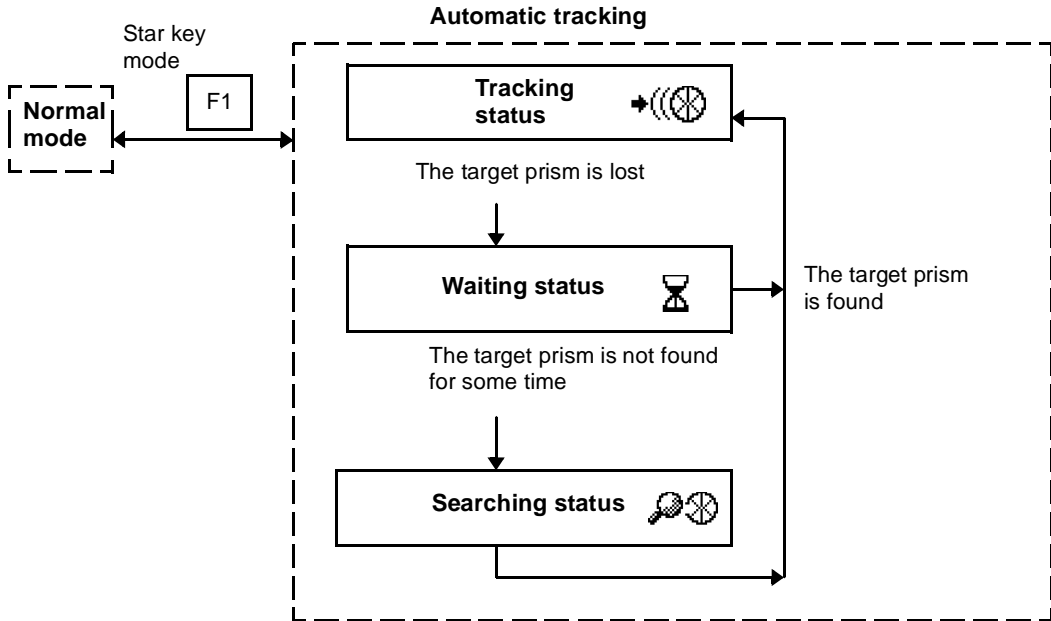 Automatic tracking
Star key
mode
F1
Normal
mode
Tracking
status
The target prism is lost
Waiting status
The target prism
is found
The target prism is not found
for some time
Searching status